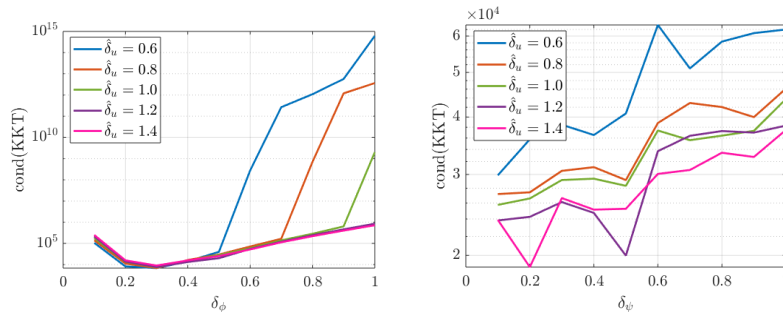 10^15
10^10
10^5
cond(KKT)
δ̂_u = 0.6
δ̂_u = 0.8
δ̂_u = 1.0
δ̂_u = 1.2
δ̂_u = 1.4
0 0.2 0.4 0.6 0.8 1
δ_ϕ
×10^4
6
5
4
3
2
cond(KKT)
δ̂_u = 0.6
δ̂_u = 0.8
δ̂_u = 1.0
δ̂_u = 1.2
δ̂_u = 1.4
0 0.2 0.4 0.6 0.8
δ_ψ